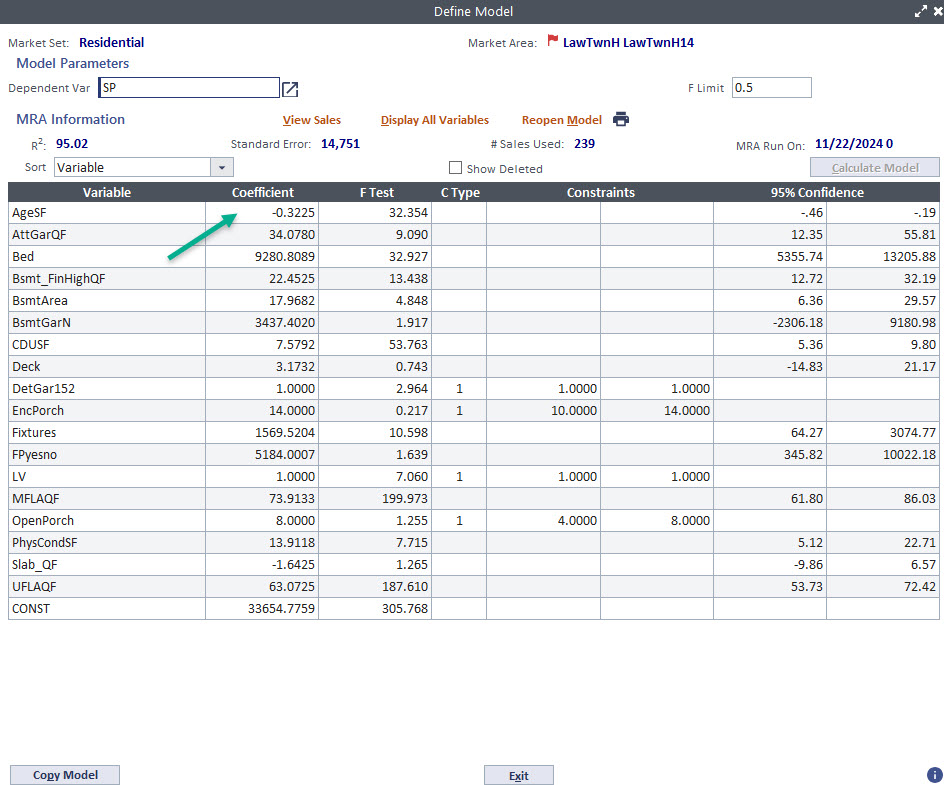 Define Model
Market Set: Residential Market Area: LawTwnH LawTwnH14
Model Parameters
Dependent Var SP F Limit 0.5
MRA Information View Sales Display All Variables Reopen Model
R2: 95.02 Standard Error: 14,751 # Sales Used: 239 MRA Run On: 11/22/2024 0
Sort Variable Show Deleted Calculate Model
Variable Coefficient F Test C Type Constraints 95% Confidence
AgeSF -0.3225 32.354 -.46 -.19
AttGarQF 34.0780 9.090 12.35 55.81
Bed 9280.8089 32.927 5355.74 13205.88
Bsmt_FinHighQF 22.4525 13.438 12.72 32.19
BsmtArea 17.9682 4.848 6.36 29.57
BsmtGarN 3437.4020 1.917 -2306.18 9180.98
CDUSF 7.5792 53.763 5.36 9.80
Deck 3.1732 0.743 -14.83 21.17
DetGar152 1.0000 2.964 1 1.0000 1.0000
EncPorch 14.0000 0.217 1 10.0000 14.0000
Fixtures 1569.5204 10.598 64.27 3074.77
FPyesno 5184.0007 1.639 345.82 10022.18
LV 1.0000 7.060 1 1.0000 1.0000
MFLAQF 73.9133 199.973 61.80 86.03
OpenPorch 8.0000 1.255 1 4.0000 8.0000
PhysCondSF 13.9118 7.715 5.12 22.71
Slab_QF -1.6425 1.265 -9.86 6.57
UFLAQF 63.0725 187.610 53.73 72.42
CONST 33654.7759 305.768
Copy Model Exit